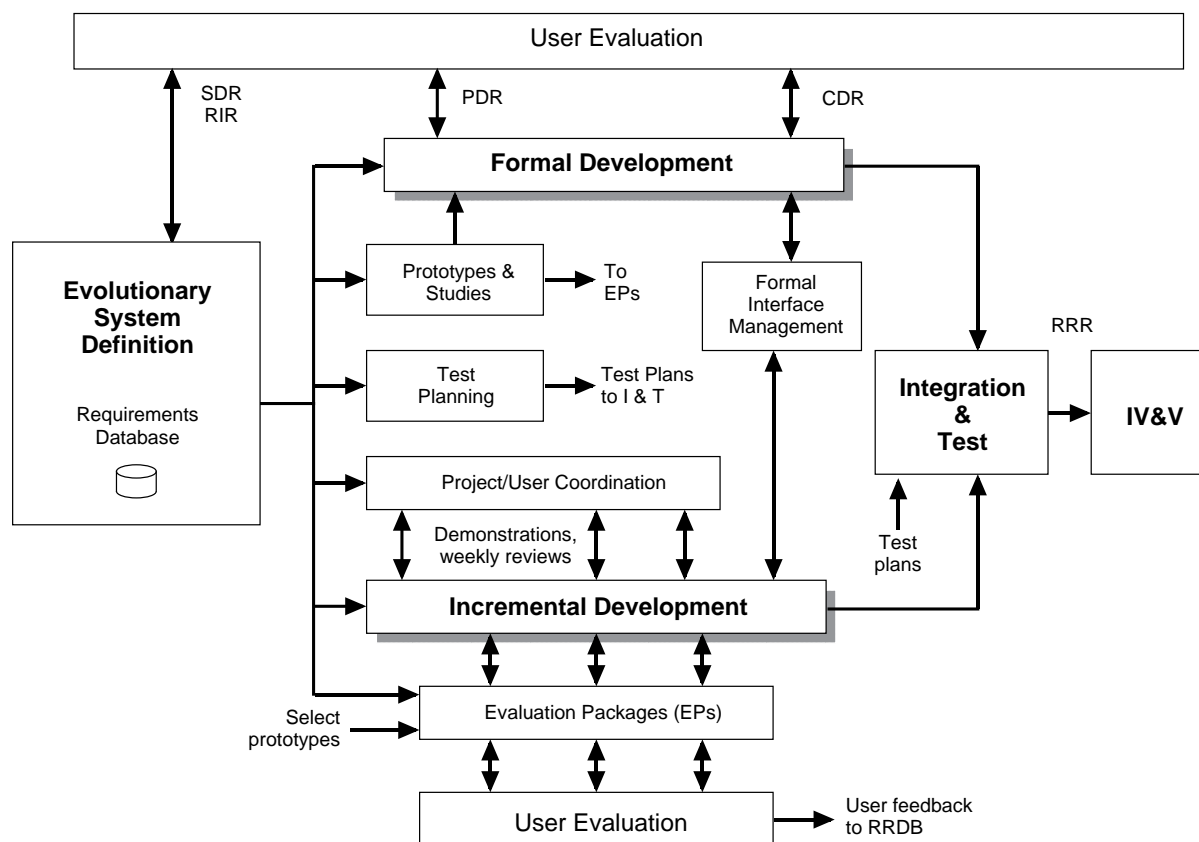 User Evaluation
SDR
RIR
PDR
CDR
Formal Development
Evolutionary
System
Definition
Requirements
Database
Prototypes &
Studies
To
EPs
Formal
Interface
Management
Test
Planning
Test Plans
to I & T
RRR
Integration
&
Test
IV&V
Project/User Coordination
Demonstrations,
weekly reviews
Test
plans
Incremental Development
Evaluation Packages (EPs)
Select
prototypes
User Evaluation
User feedback
to RRDB